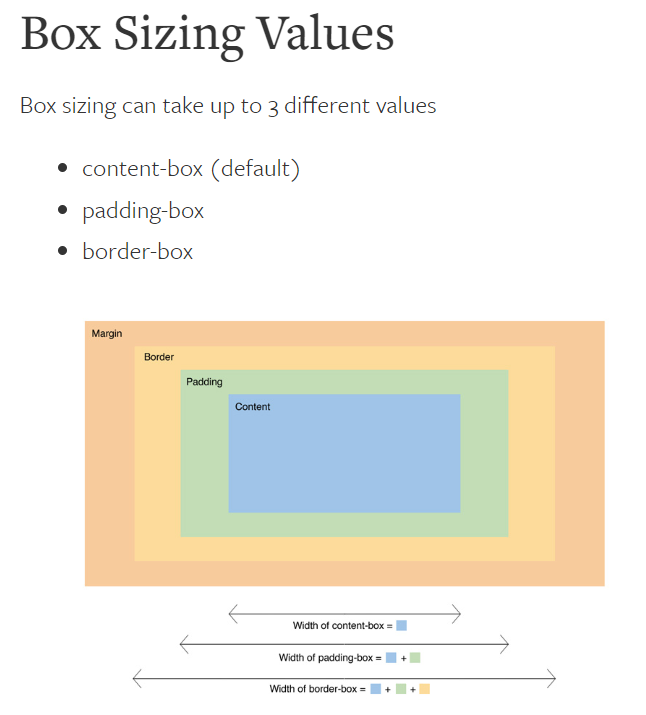 Box Sizing Values
Box sizing can take up to 3 different values
content-box (default)
padding-box
border-box
Margin
Border
Padding
Content
Width of content-box =
Width of padding-box = +
Width of border-box = + +